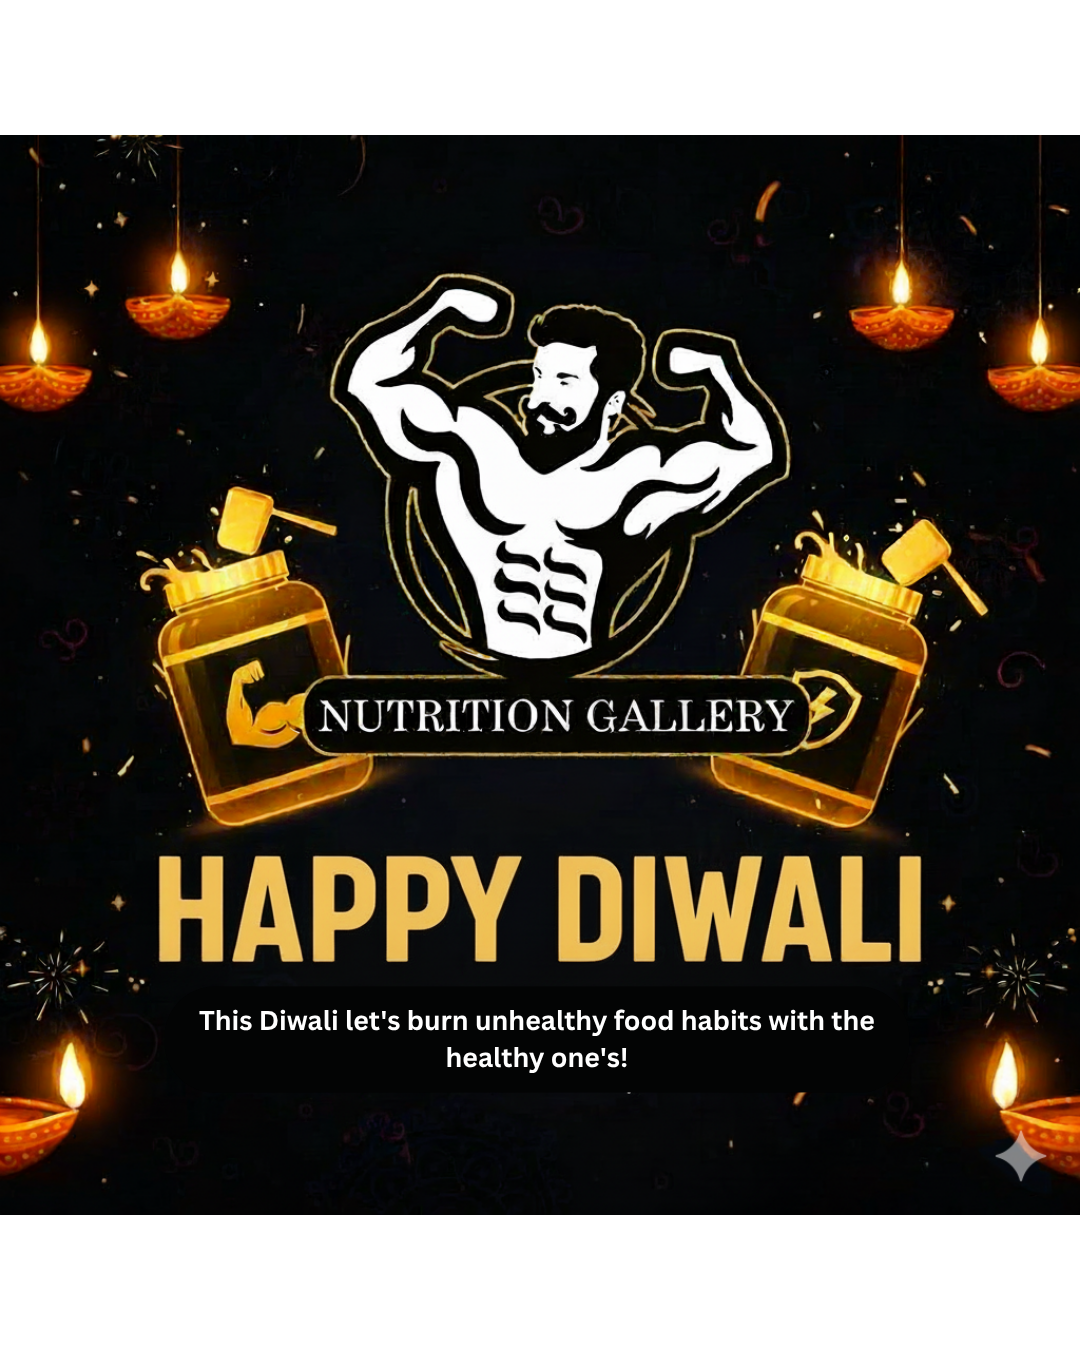 NUTRITION GALLERY
HAPPY DIWALI
This Diwali let's burn unhealthy food habits with the
healthy one's!